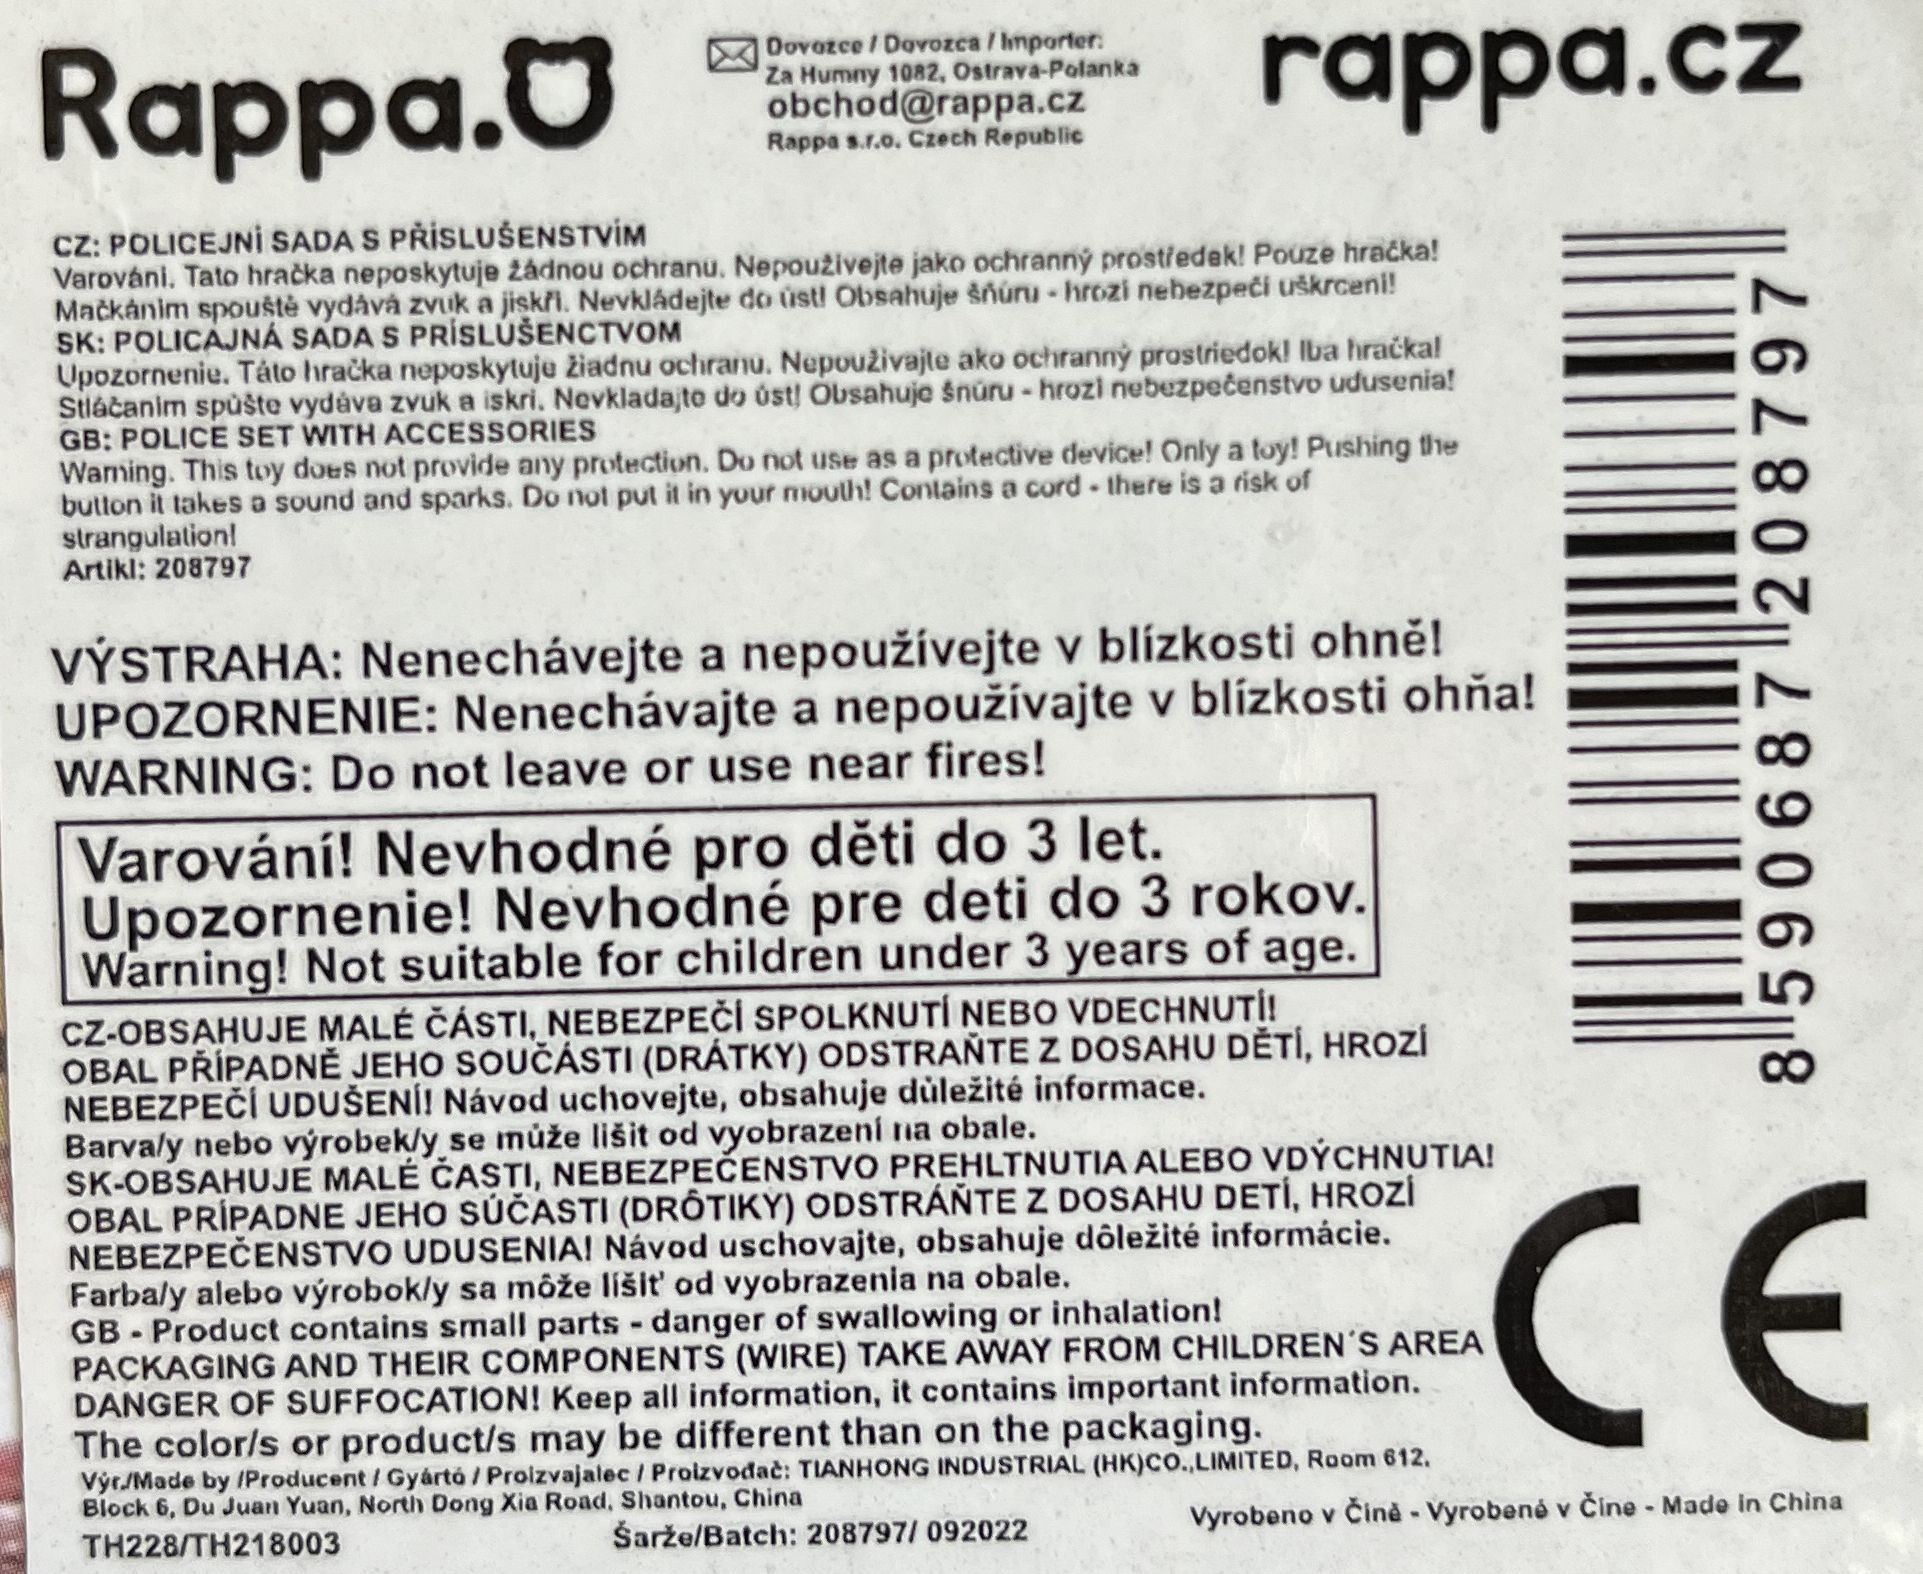 Rappa.
Dovozce / Dovozca / Importer:
Za Humny 1082, Ostrava-Polanka
obchod@rappa.cz
Rappa s.r.o. Czech Republic
rappa.cz
CZ: POLICEJNÍ SADA S PŘÍSLUŠENSTVÍM
Varování. Tato hračka neposkytuje žádnou ochranu. Nepoužívejte jako ochranný prostředek! Pouze hračka!
Mačkáním spouště vydává zvuk a jiskří. Nevkládejte do úst! Obsahuje šňůru - hrozí nebezpečí uškrcení!
SK: POLICAJNÁ SADA S PRÍSLUŠENCTVOM
Upozornenie. Táto hračka neposkytuje žiadnu ochranu. Nepoužívajte ako ochranný prostriedok! Iba hračka!
Stláčaním spúšte vydáva zvuk a iskrí. Nevkladajte do úst! Obsahuje šnúru - hrozí nebezpečenstvo udusenia!
GB: POLICE SET WITH ACCESSORIES
Warning. This toy does not provide any protection. Do not use as a protective device! Only a toy! Pushing the
button it takes a sound and sparks. Do not put it in your mouth! Contains a cord - there is a risk of
strangulation!
Artikl: 208797
8590687208797
VÝSTRAHA: Nenechávejte a nepoužívejte v blízkosti ohně!
UPOZORNENIE: Nenechávajte a nepoužívajte v blízkosti ohňa!
WARNING: Do not leave or use near fires!
Varování! Nevhodné pro děti do 3 let.
Upozornenie! Nevhodné pre deti do 3 rokov.
Warning! Not suitable for children under 3 years of age.
CZ-OBSAHUJE MALÉ ČÁSTI, NEBEZPEČÍ SPOLKNUTÍ NEBO VDECHNUTÍ!
OBAL PŘÍPADNĚ JEHO SOUČÁSTI (DRÁTKY) ODSTRAŇTE Z DOSAHU DĚTÍ, HROZÍ
NEBEZPEČÍ UDUŠENÍ! Návod uchovejte, obsahuje důležité informace.
Barva/y nebo výrobek/y se může lišit od vyobrazení na obale.
SK-OBSAHUJE MALÉ ČASTI, NEBEZPEČENSTVO PREHLTNUTIA ALEBO VDÝCHNUTIA!
OBAL PRÍPADNE JEHO SÚČASTI (DRÔTIKY) ODSTRÁŇTE Z DOSAHU DETÍ, HROZÍ
NEBEZPEČENSTVO UDUSENIA! Návod uschovajte, obsahuje dôležité informácie.
Farba/y alebo výrobok/y sa môže líšiť od vyobrazenia na obale.
GB - Product contains small parts - danger of swallowing or inhalation!
PACKAGING AND THEIR COMPONENTS (WIRE) TAKE AWAY FROM CHILDREN´S AREA
DANGER OF SUFFOCATION! Keep all information, it contains important information.
The color/s or product/s may be different than on the packaging.
CE
Výr./Made by /Producent / Gyártó / Proizvajalec / Proizvođač: TIANHONG INDUSTRIAL (HK)CO.,LIMITED, Room 612,
Block 6, Du Juan Yuan, North Dong Xia Road, Shantou, China
Vyrobeno v Číně - Vyrobené v Číne - Made in China
TH228/TH218003
Šarže/Batch: 208797/ 092022